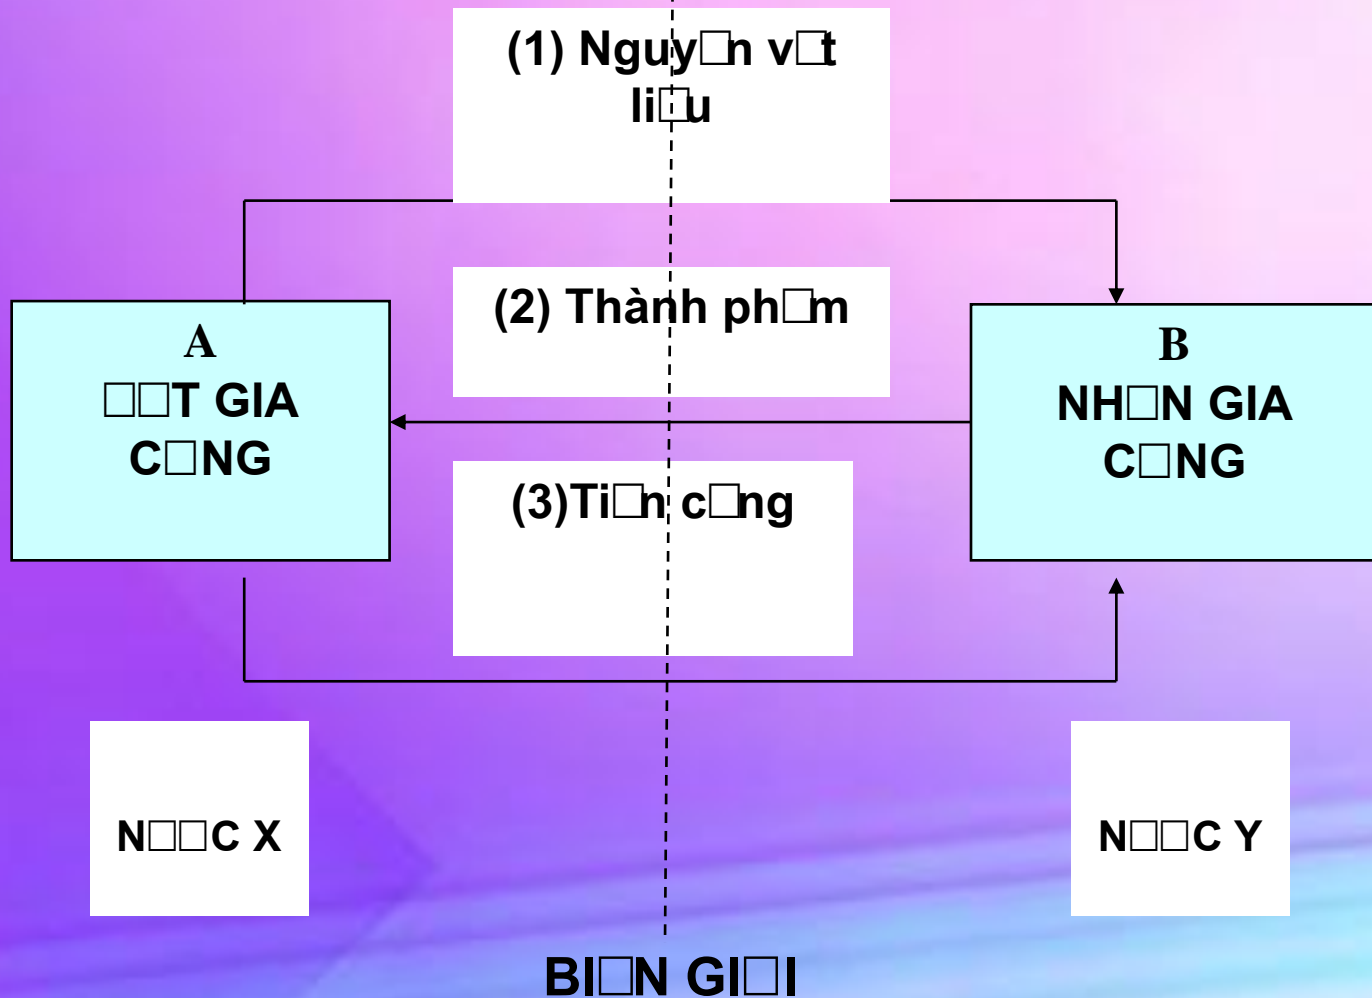 (1) Nguy□n v□t
li□u
(2) Thành ph□m
A
□□T GIA
C□NG
B
NH□N GIA
C□NG
(3)Ti□n c□ng
N□□C X
N□□C Y
BI□N GI□I